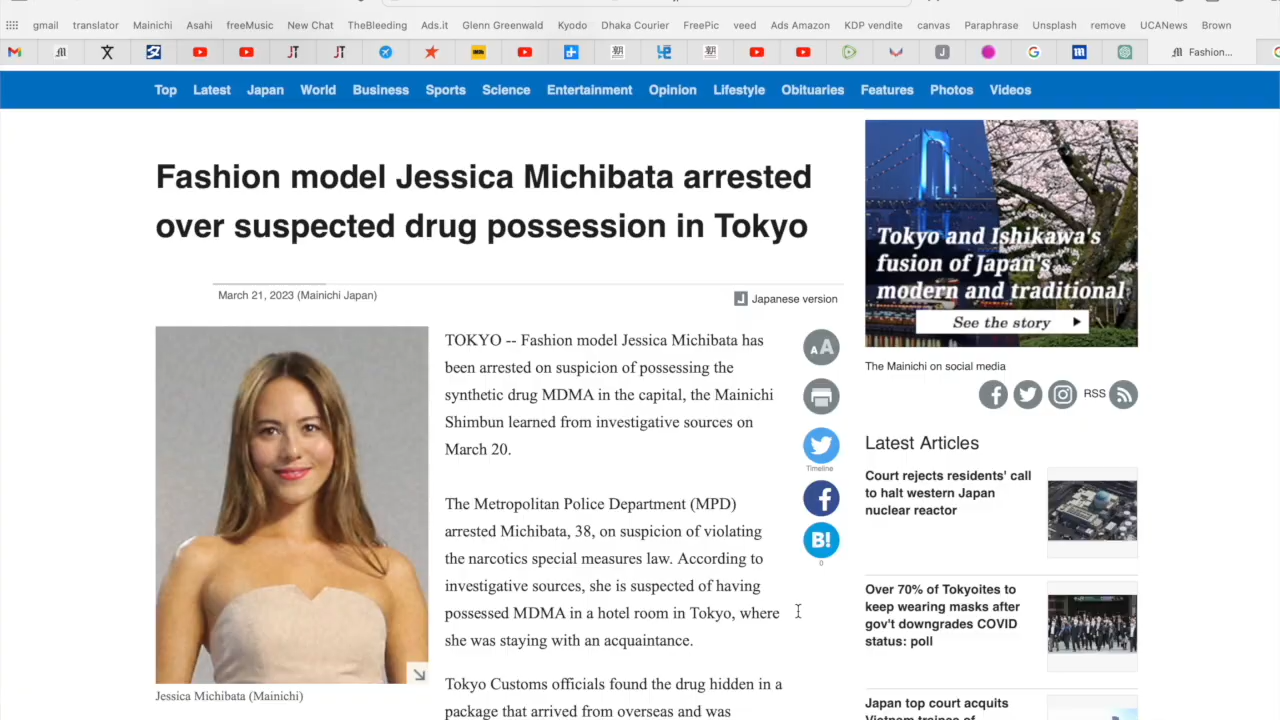 gmail translator Mainichi Asahi freeMusic New Chat TheBleeding Ads.it Glenn Greenwald Kyodo Dhaka Courier FreePic veed Ads Amazon KDP vendite canvas Paraphrase Unsplash remove UCANews Brown
Fashion...
Top Latest Japan World Business Sports Science Entertainment Opinion Lifestyle Obituaries Features Photos Videos
Fashion model Jessica Michibata arrested
over suspected drug possession in Tokyo
March 21, 2023 (Mainichi Japan)
J Japanese version
TOKYO -- Fashion model Jessica Michibata has
been arrested on suspicion of possessing the
synthetic drug MDMA in the capital, the Mainichi
Shimbun learned from investigative sources on
March 20.
The Metropolitan Police Department (MPD)
arrested Michibata, 38, on suspicion of violating
the narcotics special measures law. According to
investigative sources, she is suspected of having
possessed MDMA in a hotel room in Tokyo, where
she was staying with an acquaintance.
Tokyo Customs officials found the drug hidden in a
package that arrived from overseas and was
Jessica Michibata (Mainichi)
AA
Timeline
B!
0
Tokyo and Ishikawa's
fusion of Japan's
modern and traditional
See the story
The Mainichi on social media
RSS
Latest Articles
Court rejects residents' call
to halt western Japan
nuclear reactor
Over 70% of Tokyoites to
keep wearing masks after
gov't downgrades COVID
status: poll
Japan top court acquits
Vietnam trainee of